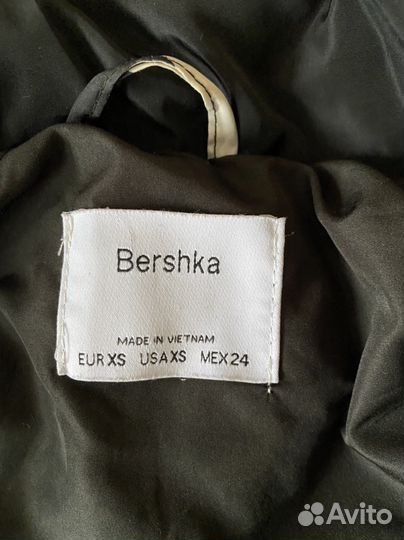 Bershka
MADE IN VIETNAM
EUR XS USA XS MEX 24
Avito